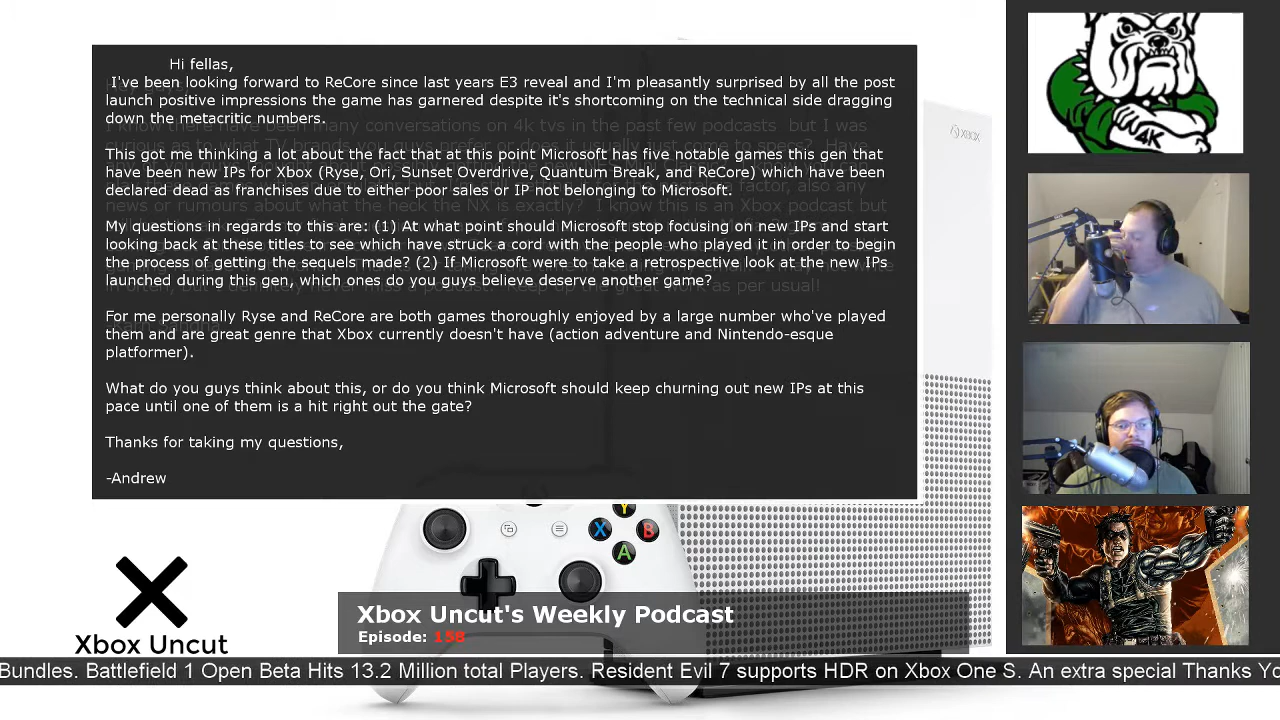 Hi fellas,
I've been looking forward to ReCore since last years E3 reveal and I'm pleasantly surprised by all the post
launch positive impressions the game has garnered despite it's shortcoming on the technical side dragging
down the metacritic numbers.
This got me thinking a lot about the fact that at this point Microsoft has five notable games this gen that
have been new IPs for Xbox (Ryse, Ori, Sunset Overdrive, Quantum Break, and ReCore) which have been
declared dead as franchises due to either poor sales or IP not belonging to Microsoft.
My questions in regards to this are: (1) At what point should Microsoft stop focusing on new IPs and start
looking back at these titles to see which have struck a cord with the people who played it in order to begin
the process of getting the sequels made? (2) If Microsoft were to take a retrospective look at the new IPs
launched during this gen, which ones do you guys believe deserve another game?
For me personally Ryse and ReCore are both games thoroughly enjoyed by a large number who've played
them and are great genre that Xbox currently doesn't have (action adventure and Nintendo-esque
platformer).
What do you guys think about this, or do you think Microsoft should keep churning out new IPs at this
pace until one of them is a hit right out the gate?
Thanks for taking my questions,
-Andrew
XBOX
4K
Y
X
B
A
Xbox Uncut
Xbox Uncut's Weekly Podcast
Episode: 158
Bundles. Battlefield 1 Open Beta Hits 13.2 Million total Players. Resident Evil 7 supports HDR on Xbox One S. An extra special Thanks Yo